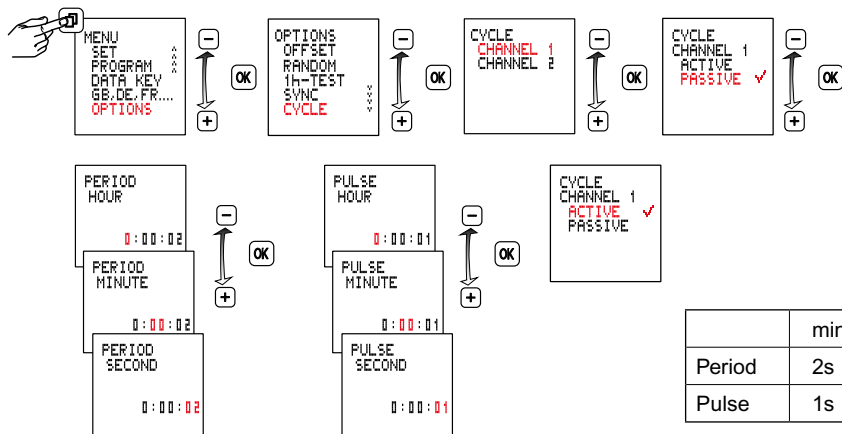 MENU
SET
PROGRAM
DATA KEY
GB,DE,FR....
OPTIONS
−
OK
+
OPTIONS
OFFSET
RANDOM
1h-TEST
SYNC
CYCLE
−
OK
+
CYCLE
CHANNEL 1
CHANNEL 2
−
OK
+
CYCLE
CHANNEL 1
ACTIVE
PASSIVE ✓
−
OK
+
PERIOD
HOUR
0:00:02
PERIOD
MINUTE
0:00:02
PERIOD
SECOND
0:00:02
−
OK
+
PULSE
HOUR
0:00:01
PULSE
MINUTE
0:00:01
PULSE
SECOND
0:00:01
−
OK
+
CYCLE
CHANNEL 1
ACTIVE ✓
PASSIVE
min
Period 2s
Pulse 1s